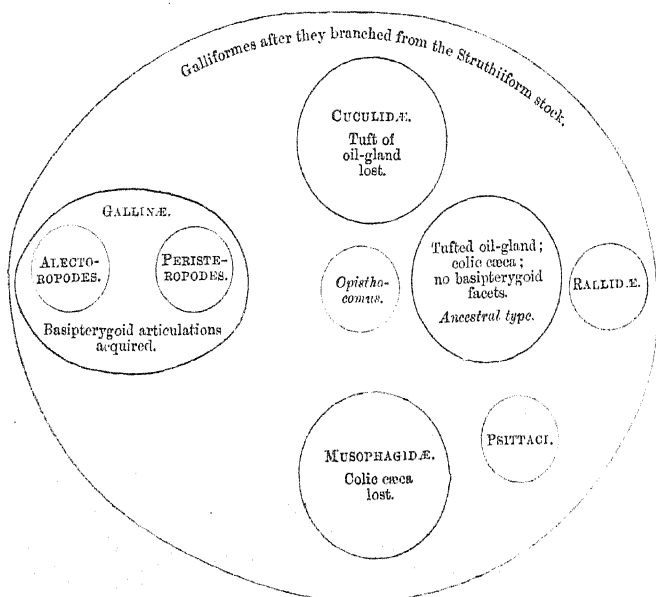 Galliformes after they branched from the Struthiiform stock.
CUCULIDÆ.
Tuft of
oil-gland
lost.
GALLINÆ.
ALECTO-
ROPODES.
PERISTE-
ROPODES.
Basipterygoid articulations
acquired.
Opistho-
comus.
Tufted oil-gland;
colic cæca;
no basipterygoid
facets.
Ancestral type.
RALLIDÆ.
MUSOPHAGIDÆ.
Colic cæca
lost.
PSITTACI.